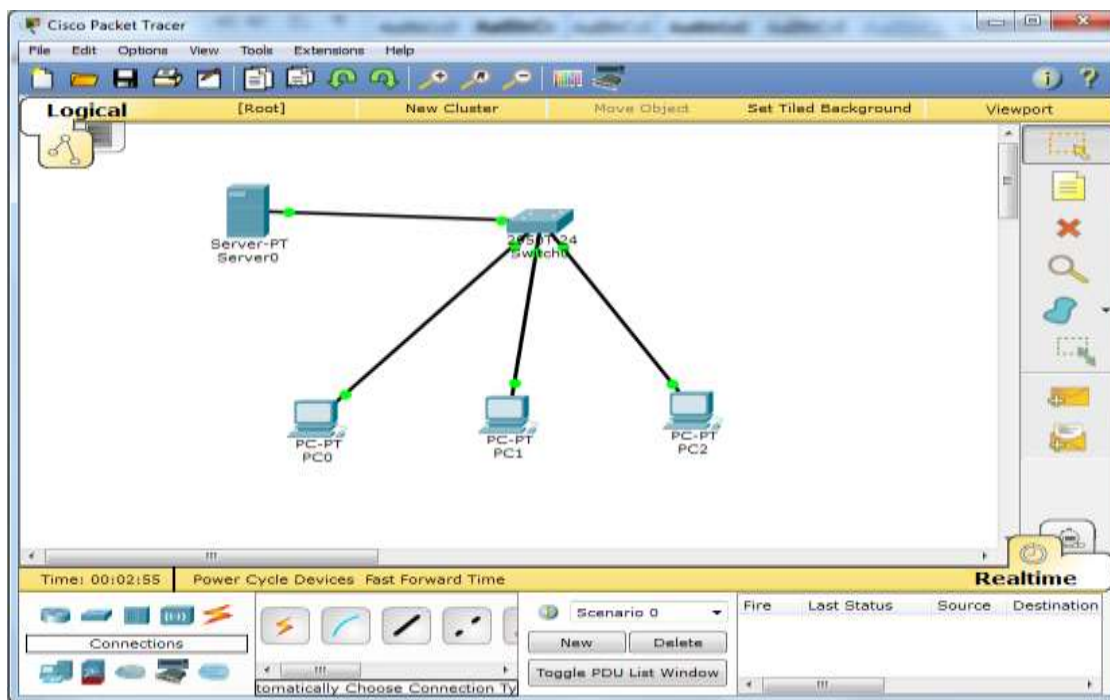 Cisco Packet Tracer
File Edit Options View Tools Extensions Help
Logical [Root] New Cluster Move Object Set Tiled Background Viewport
Server-PT
Server0
Switch0
PC-PT
PC0
PC-PT
PC1
PC-PT
PC2
Time: 00:02:55 Power Cycle Devices Fast Forward Time Realtime
Connections
tomatically Choose Connection Ty
Scenario 0
New Delete
Toggle PDU List Window
Fire Last Status Source Destination